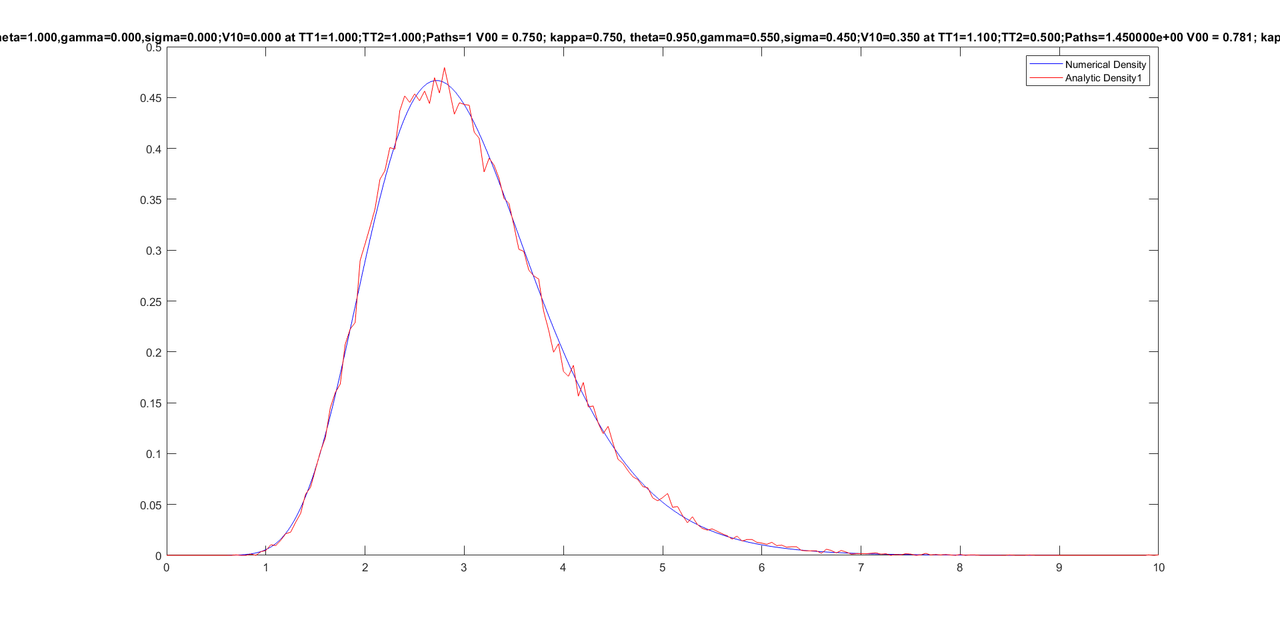 eta=1.000,gamma=0.000,sigma=0.000;V10=0.000 at TT1=1.000;TT2=1.000;Paths=1 V00 = 0.750; kappa=0.750, theta=0.950,gamma=0.550,sigma=0.450;V10=0.350 at TT1=1.100;TT2=0.500;Paths=1.450000e+00 V00 = 0.781; kap
Numerical Density
Analytic Density1
0.5
0.45
0.4
0.35
0.3
0.25
0.2
0.15
0.1
0.05
0
0 1 2 3 4 5 6 7 8 9 10